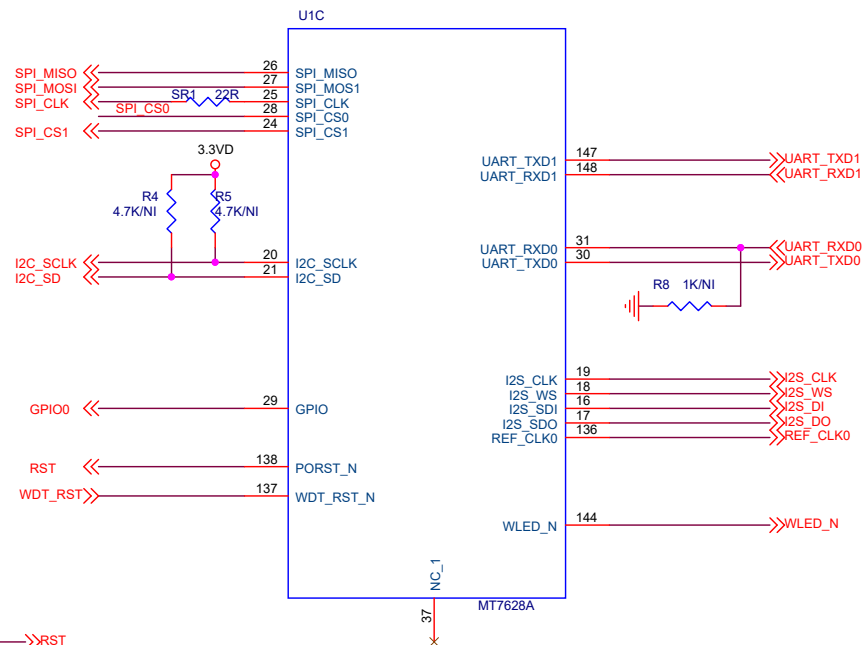 U1C
SPI_MISO 26 SPI_MISO
SPI_MOSI 27 SPI_MOS1
SPI_CLK SR1 22R 25 SPI_CLK
SPI_CS0 28 SPI_CS0
SPI_CS1 24 SPI_CS1
3.3VD
R4 R5
4.7K/NI 4.7K/NI
I2C_SCLK 20 I2C_SCLK
I2C_SD 21 I2C_SD
GPIO0 29 GPIO
RST 138 PORST_N
WDT_RST 137 WDT_RST_N
UART_TXD1 147 UART_TXD1
UART_RXD1 148 UART_RXD1
UART_RXD0 31 UART_RXD0
UART_TXD0 30 UART_TXD0
R8 1K/NI
I2S_CLK 19 I2S_CLK
I2S_WS 18 I2S_WS
I2S_SDI 16 I2S_DI
I2S_SDO 17 I2S_DO
REF_CLK0 136 REF_CLK0
WLED_N 144 WLED_N
NC_1
37
MT7628A
RST